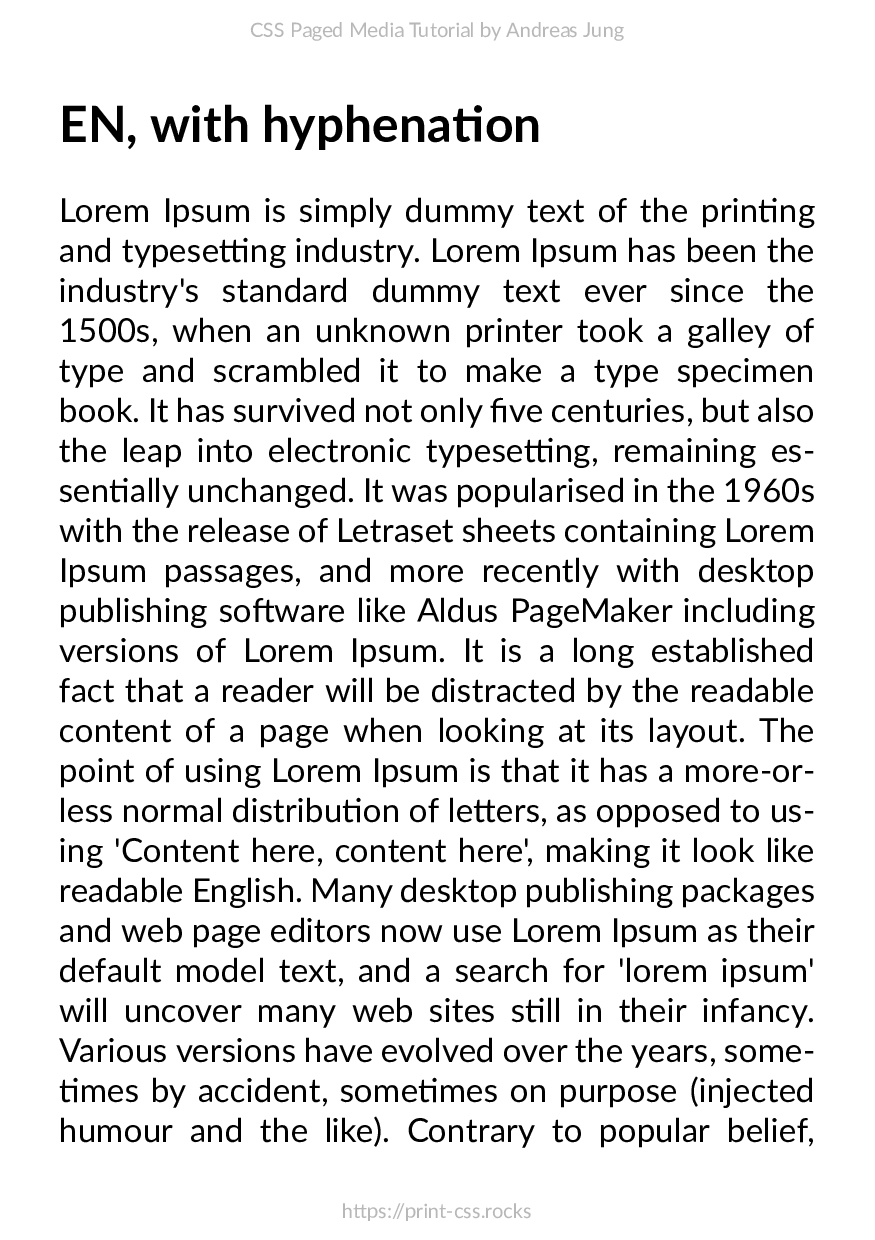 CSS Paged Media Tutorial by Andreas Jung
EN, with hyphenation
Lorem Ipsum is simply dummy text of the printing
and typesetting industry. Lorem Ipsum has been the
industry's standard dummy text ever since the
1500s, when an unknown printer took a galley of
type and scrambled it to make a type specimen
book. It has survived not only five centuries, but also
the leap into electronic typesetting, remaining es-
sentially unchanged. It was popularised in the 1960s
with the release of Letraset sheets containing Lorem
Ipsum passages, and more recently with desktop
publishing software like Aldus PageMaker including
versions of Lorem Ipsum. It is a long established
fact that a reader will be distracted by the readable
content of a page when looking at its layout. The
point of using Lorem Ipsum is that it has a more-or-
less normal distribution of letters, as opposed to us-
ing 'Content here, content here', making it look like
readable English. Many desktop publishing packages
and web page editors now use Lorem Ipsum as their
default model text, and a search for 'lorem ipsum'
will uncover many web sites still in their infancy.
Various versions have evolved over the years, some-
times by accident, sometimes on purpose (injected
humour and the like). Contrary to popular belief,
https://print-css.rocks